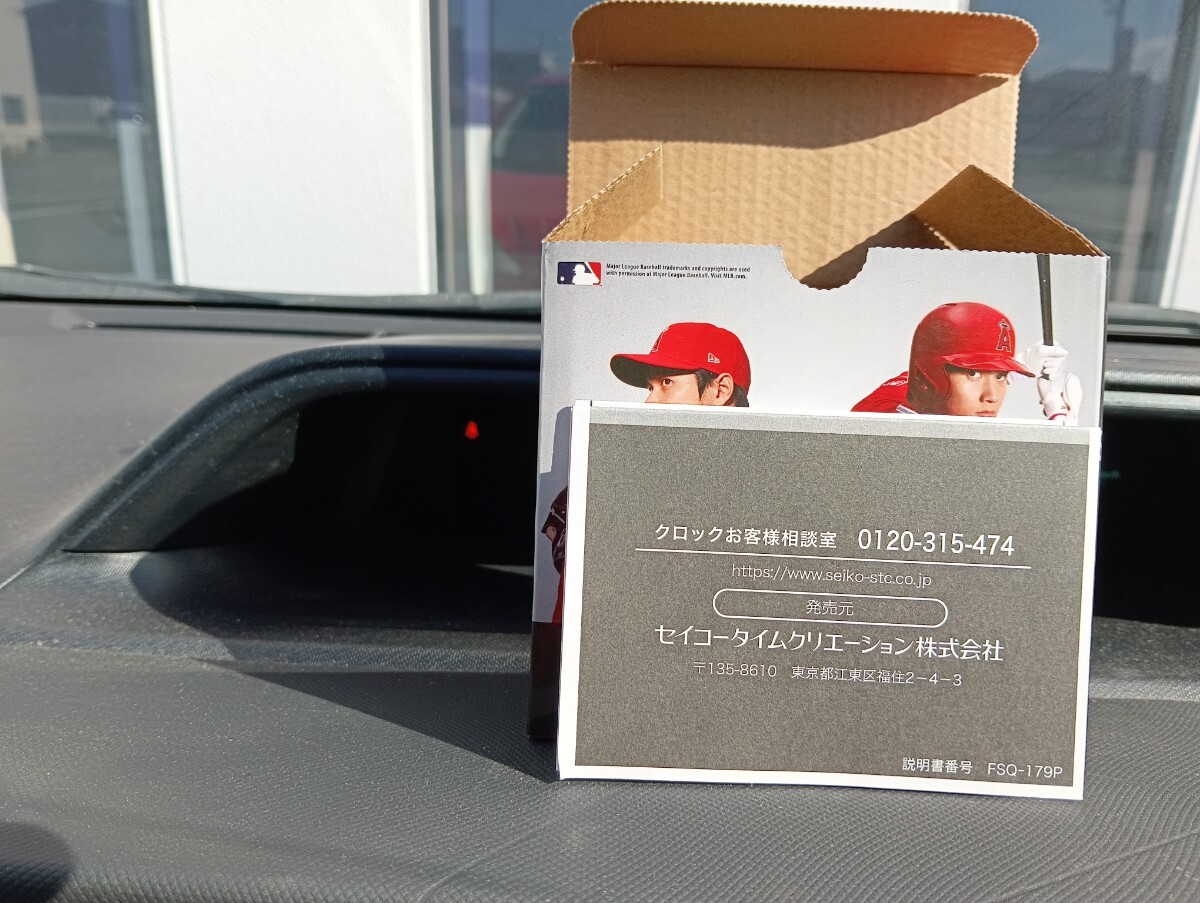 Major League Baseball trademarks and copyrights are used
with permission of Major League Baseball. Visit MLB.com.
A
クロックお客様相談室 0120-315-474
https://www.seiko-stc.co.jp
発売元
セイコータイムクリエーション株式会社
〒135-8610 東京都江東区福住2-4-3
説明書番号 FSQ-179P